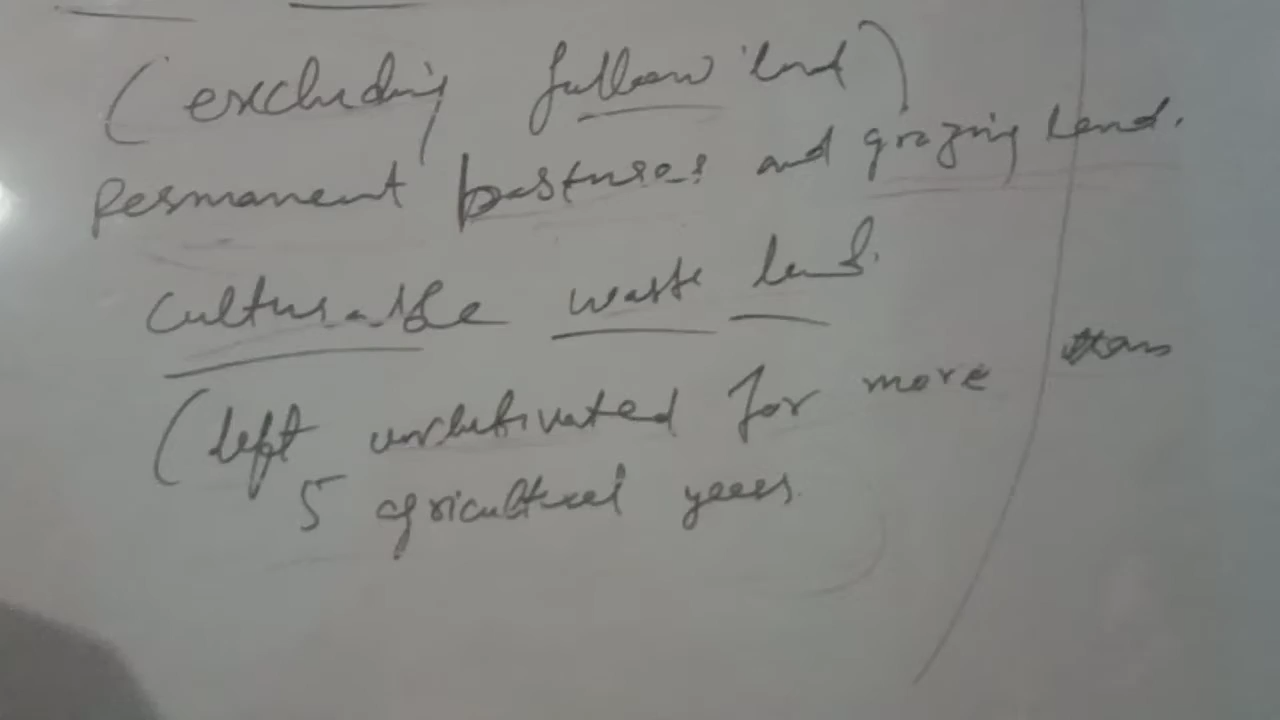 (excluding fallow land)
Permanent pastures and grazing land.
Culturable waste land.
(left uncultivated for more than
5 agricultural years.